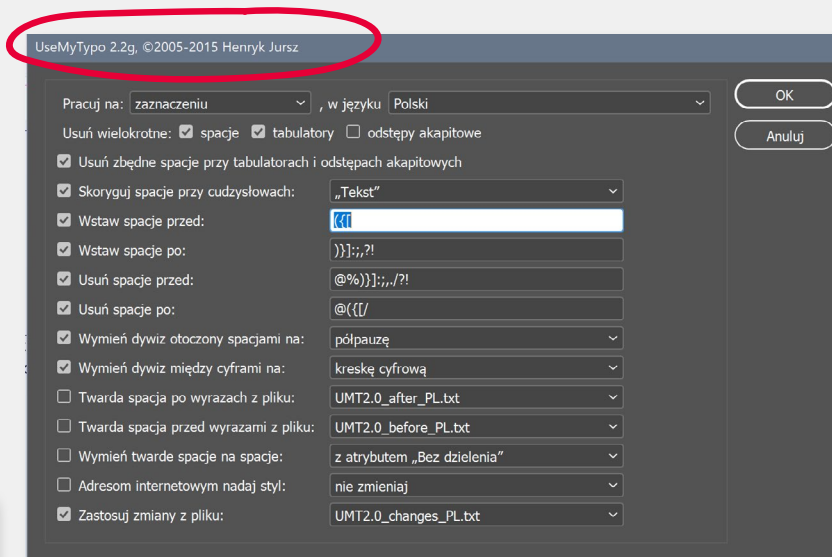 UseMyTypo 2.2g, ©2005-2015 Henryk Jursz
Pracuj na: zaznaczeniu , w języku Polski
OK
Usuń wielokrotne: spacje tabulatory odstępy akapitowe
Anuluj
Usuń zbędne spacje przy tabulatorach i odstępach akapitowych
Skoryguj spacje przy cudzysłowach: „Tekst”
Wstaw spacje przed: ({[
Wstaw spacje po: )}]:;,?!
Usuń spacje przed: @%)}]:;,./?!
Usuń spacje po: @({[/
Wymień dywiz otoczony spacjami na: półpauzę
Wymień dywiz między cyframi na: kreskę cyfrową
Twarda spacja po wyrazach z pliku: UMT2.0_after_PL.txt
Twarda spacja przed wyrazami z pliku: UMT2.0_before_PL.txt
Wymień twarde spacje na spacje: z atrybutem „Bez dzielenia”
Adresom internetowym nadaj styl: nie zmieniaj
Zastosuj zmiany z pliku: UMT2.0_changes_PL.txt